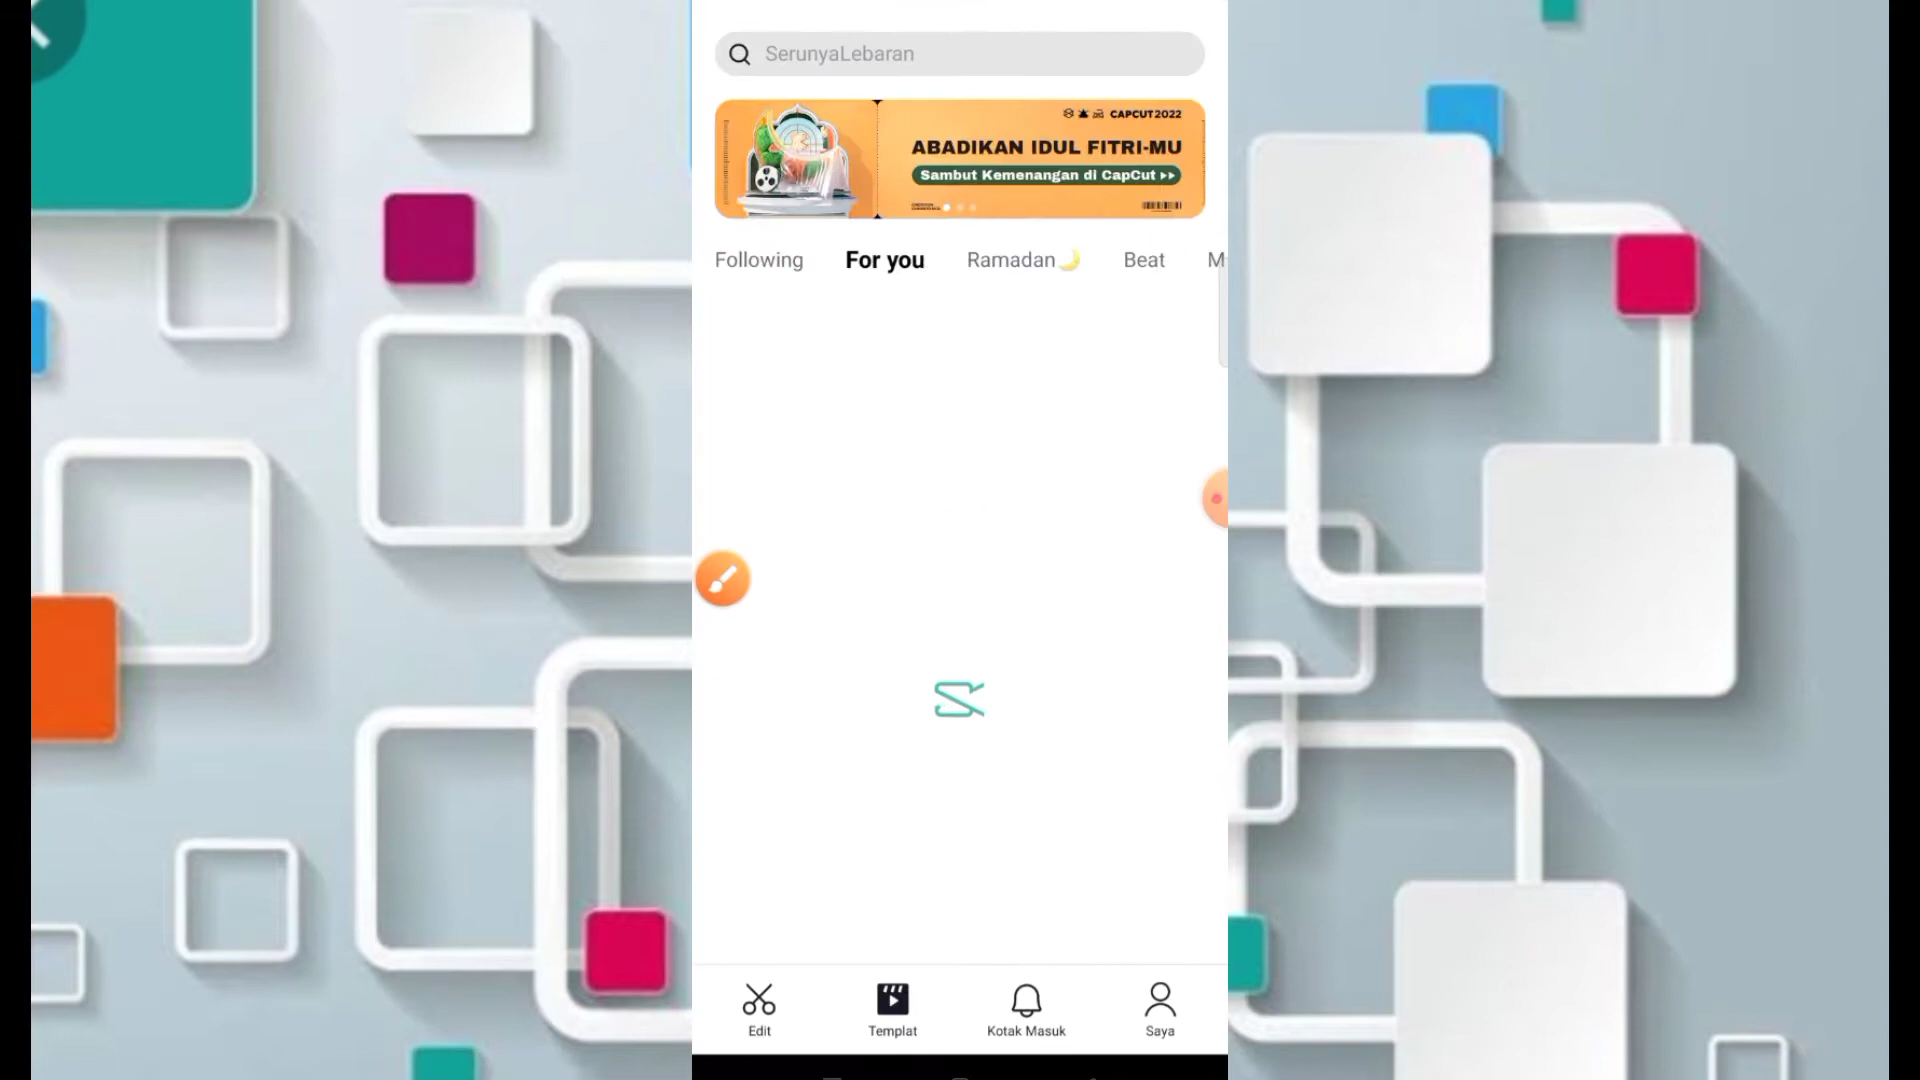 SerunyaLebaran
CAPCUT2022
ABADIKAN IDUL FITRI-MU
Sambut Kemenangan di CapCut
Following For you Ramadan🌙 Beat M
Edit Templat Kotak Masuk Saya